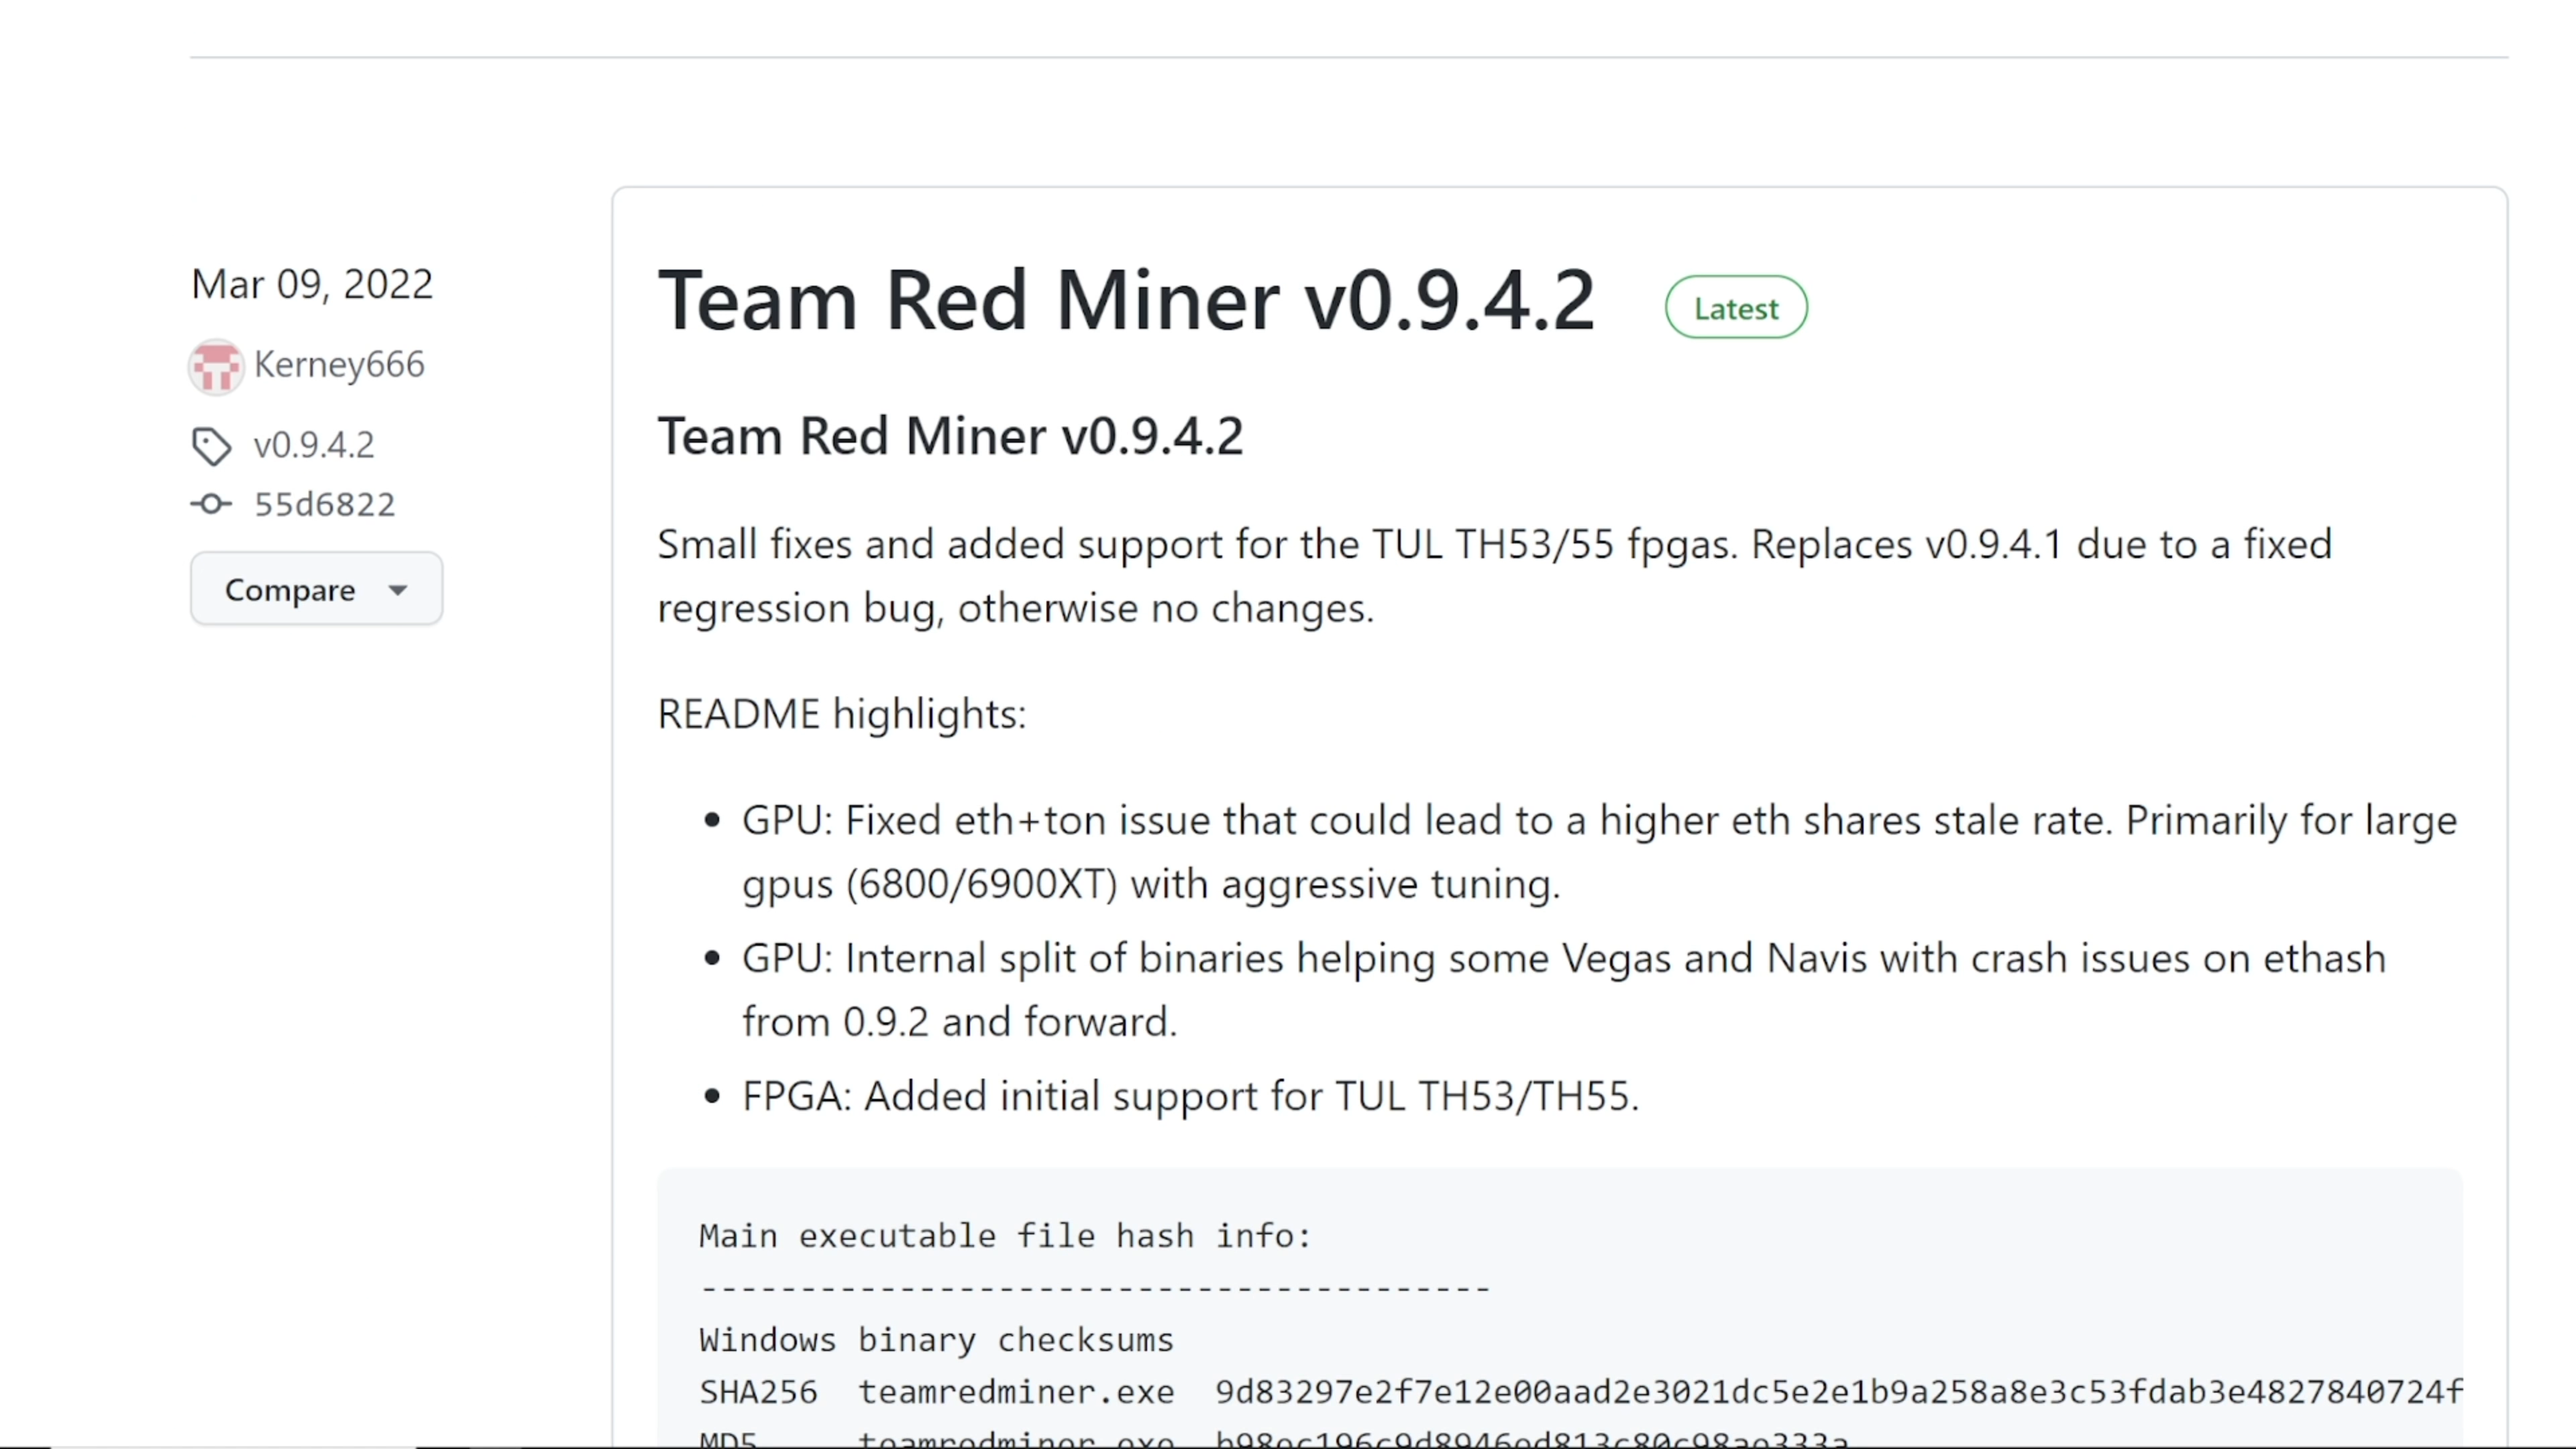 Mar 09, 2022
Kerney666
v0.9.4.2
55d6822
Compare
Team Red Miner v0.9.4.2 Latest
Team Red Miner v0.9.4.2
Small fixes and added support for the TUL TH53/55 fpgas. Replaces v0.9.4.1 due to a fixed
regression bug, otherwise no changes.
README highlights:
• GPU: Fixed eth+ton issue that could lead to a higher eth shares stale rate. Primarily for large
gpus (6800/6900XT) with aggressive tuning.
• GPU: Internal split of binaries helping some Vegas and Navis with crash issues on ethash
from 0.9.2 and forward.
• FPGA: Added initial support for TUL TH53/TH55.
Main executable file hash info:
----------------------------------------
Windows binary checksums
SHA256 teamredminer.exe 9d83297e2f7e12e00aad2e3021dc5e2e1b9a258a8e3c53fdab3e4827840724f
MD5 teamredminer.exe